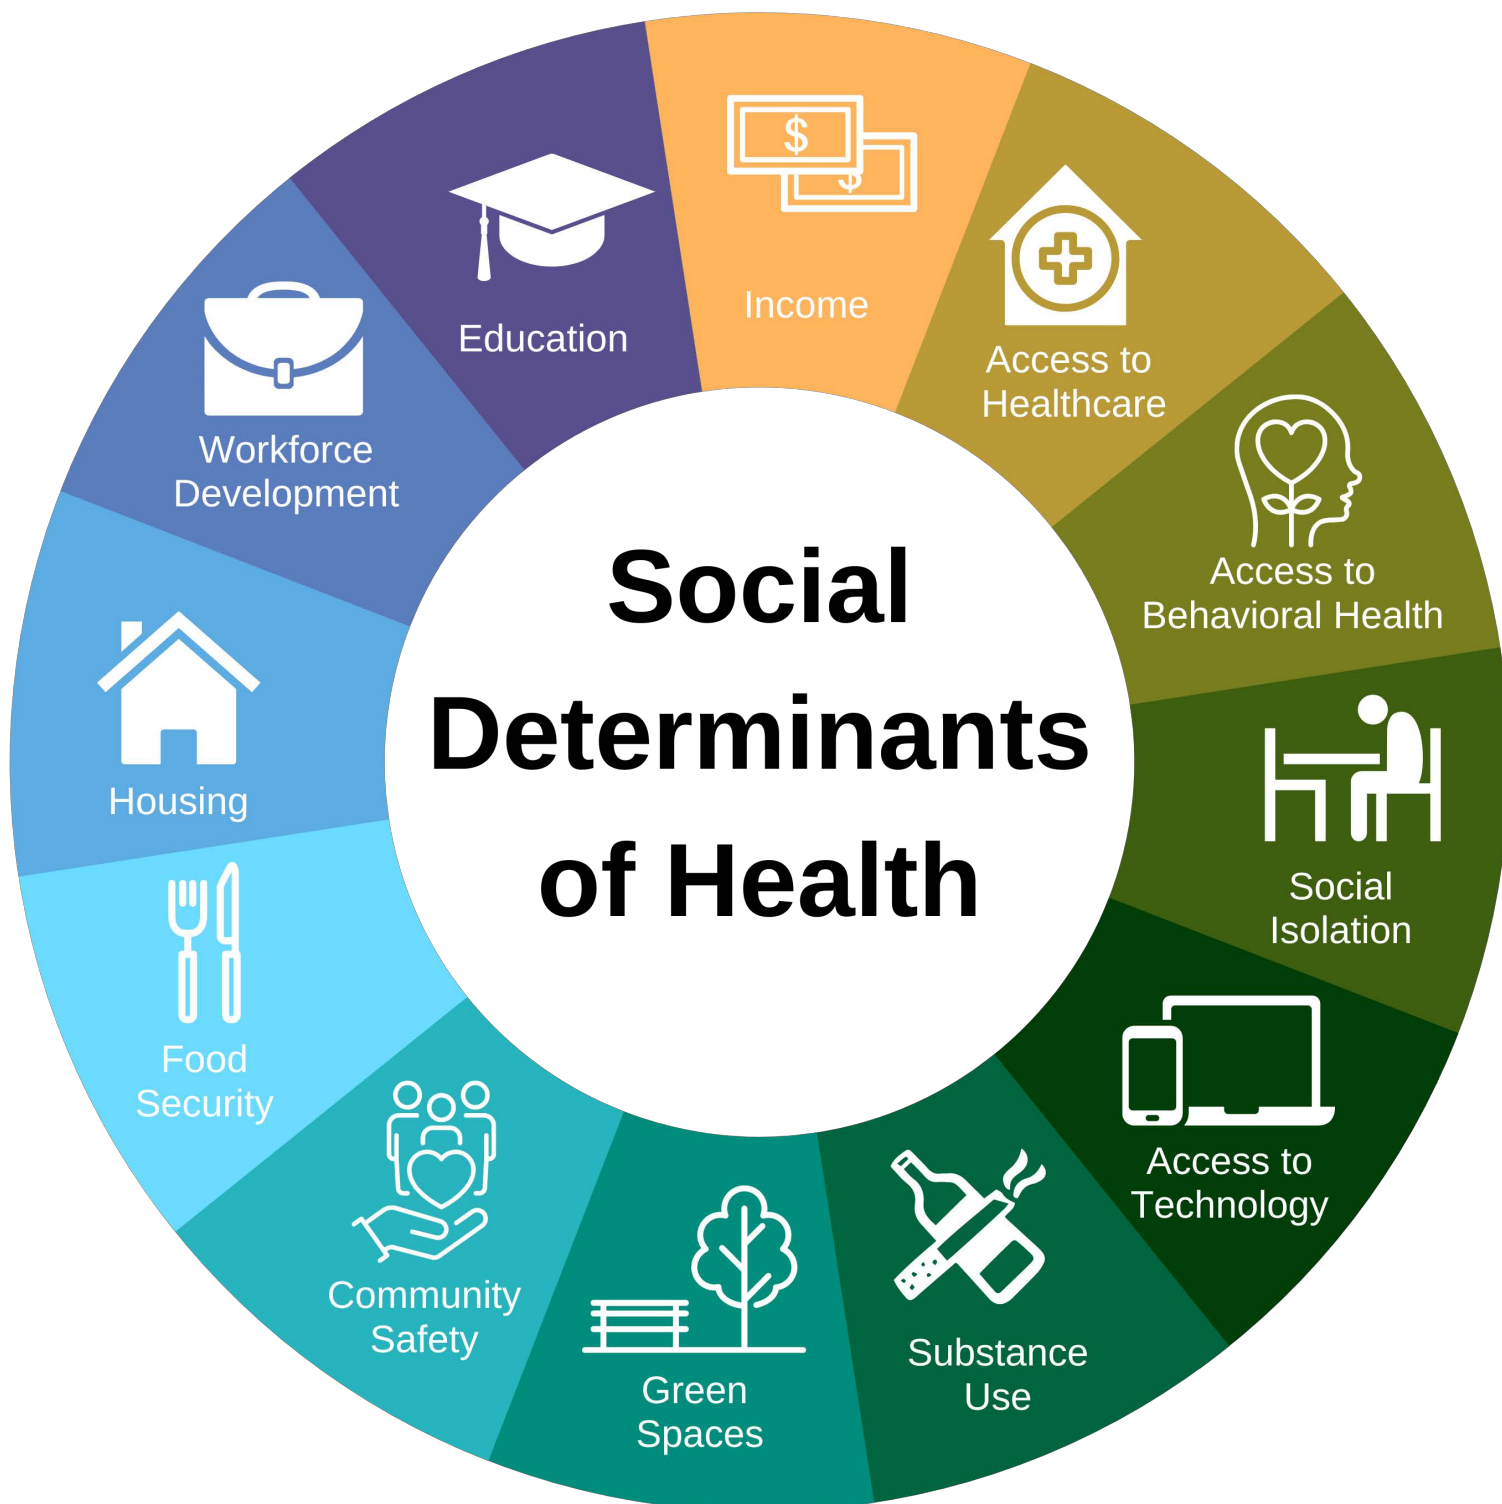 Social
Determinants
of Health
Income
Access to
Healthcare
Access to
Behavioral Health
Social
Isolation
Access to
Technology
Substance
Use
Green
Spaces
Community
Safety
Food
Security
Housing
Workforce
Development
Education
$
$